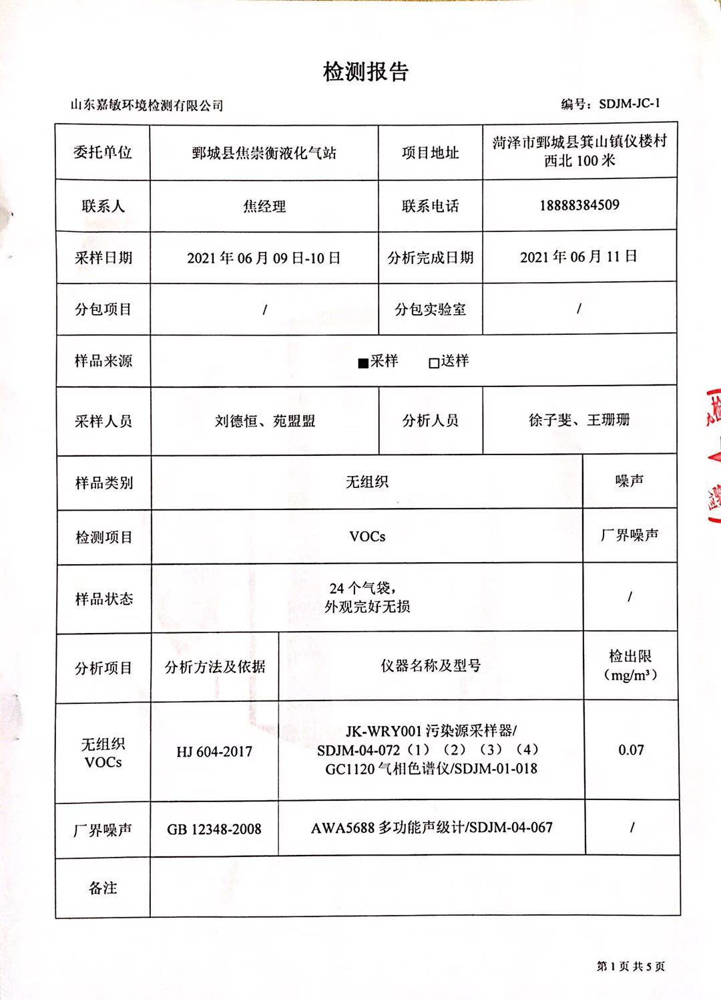 检测报告
山东嘉敏环境检测有限公司 编号：SDJM-JC-1
委托单位 鄄城县焦崇衡液化气站 项目地址 菏泽市鄄城县箕山镇仪楼村
西北 100 米
联系人 焦经理 联系电话 18888384509
采样日期 2021 年 06 月 09 日-10 日 分析完成日期 2021 年 06 月 11 日
分包项目 / 分包实验室 /
样品来源 ■采样 □送样
采样人员 刘德恒、苑盟盟 分析人员 徐子斐、王珊珊
样品类别 无组织 噪声
检测项目 VOCs 厂界噪声
样品状态 24 个气袋，
外观完好无损 /
分析项目 分析方法及依据 仪器名称及型号 检出限
（mg/m³）
无组织
VOCs HJ 604-2017 JK-WRY001 污染源采样器/
SDJM-04-072（1）（2）（3）（4）
GC1120 气相色谱仪/SDJM-01-018 0.07
厂界噪声 GB 12348-2008 AWA5688 多功能声级计/SDJM-04-067 /
备注
第 1 页 共 5 页